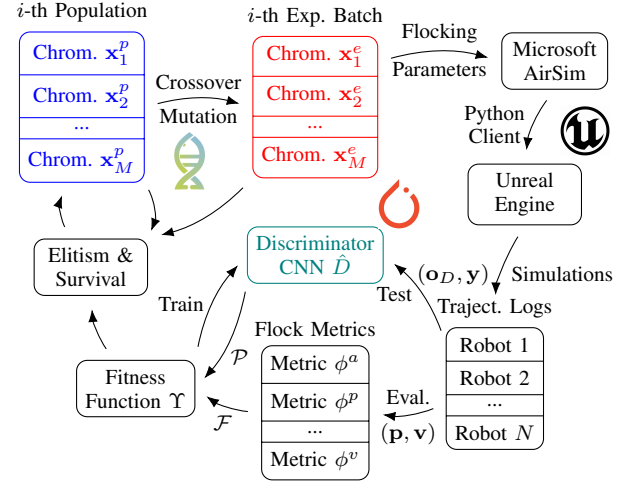 i-th Population
Chrom. x₁ᵖ
Chrom. x₂ᵖ
...
Chrom. x_Mᵖ
Crossover
Mutation
i-th Exp. Batch
Chrom. x₁ᵉ
Chrom. x₂ᵉ
...
Chrom. x_Mᵉ
Flocking
Parameters
Microsoft
AirSim
Python
Client
Unreal
Engine
Elitism &
Survival
Discriminator
CNN D̂
(o_D, y)
Simulations
Train
Test
Traject. Logs
Robot 1
Robot 2
...
Robot N
Flock Metrics
Metric ϕᵃ
Metric ϕᵖ
...
Metric ϕᵛ
Eval.
(p, v)
𝒫
ℱ
Fitness
Function Υ